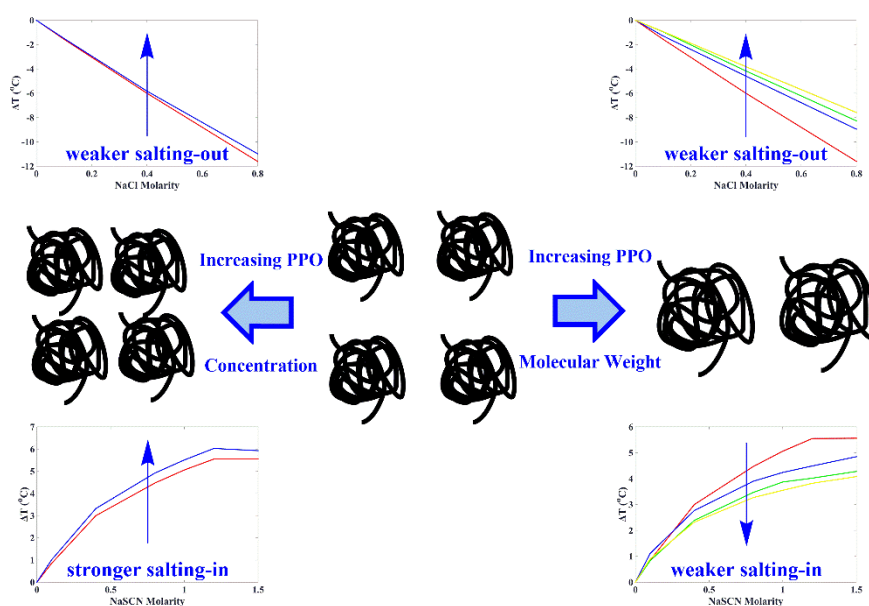 0
-2
-4
-6
-8
-10
-12
ΔT (°C)
weaker salting-out
0
0.2
0.4
0.6
0.8
NaCl Molarity
0
-2
-4
-6
-8
-10
-12
ΔT (°C)
weaker salting-out
0
0.2
0.4
0.6
0.8
NaCl Molarity
Increasing PPO
Concentration
Increasing PPO
Molecular Weight
7
6
5
4
3
2
1
0
ΔT (°C)
stronger salting-in
0
0.5
1
1.5
NaSCN Molarity
6
5
4
3
2
1
0
ΔT (°C)
weaker salting-in
0
0.5
1
1.5
NaSCN Molarity